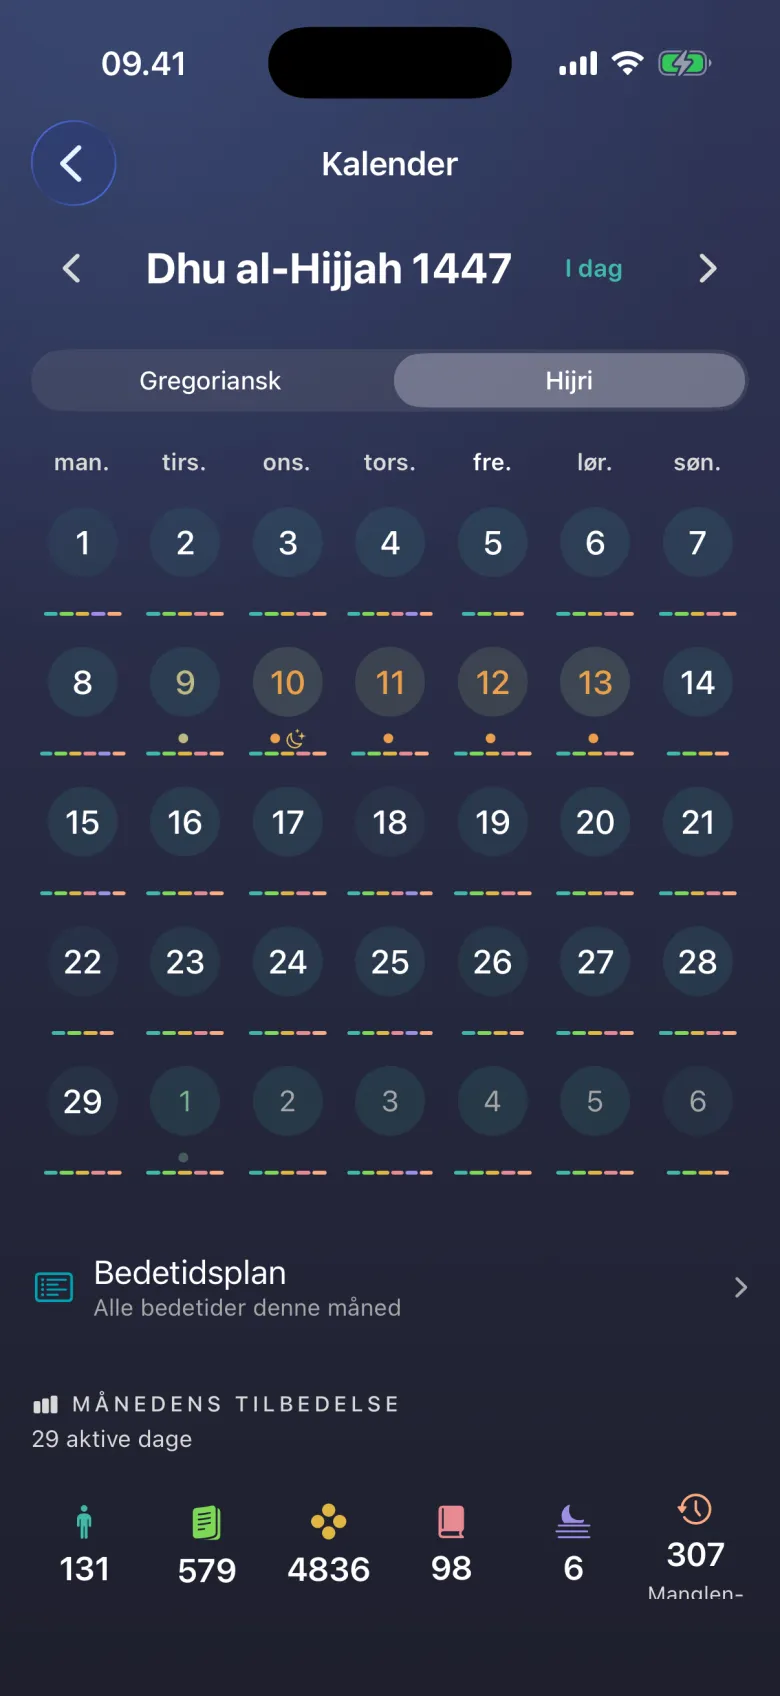 09.41
Kalender
Dhu al-Hijjah 1447 I dag
Gregoriansk Hijri
man. tirs. ons. tors. fre. lør. søn.
1 2 3 4 5 6 7
8 9 10 11 12 13 14
15 16 17 18 19 20 21
22 23 24 25 26 27 28
29 1 2 3 4 5 6
Bedetidsplan
Alle bedetider denne måned
MÅNEDENS TILBEDELSE
29 aktive dage
131 579 4836 98 6 307
Manglen-